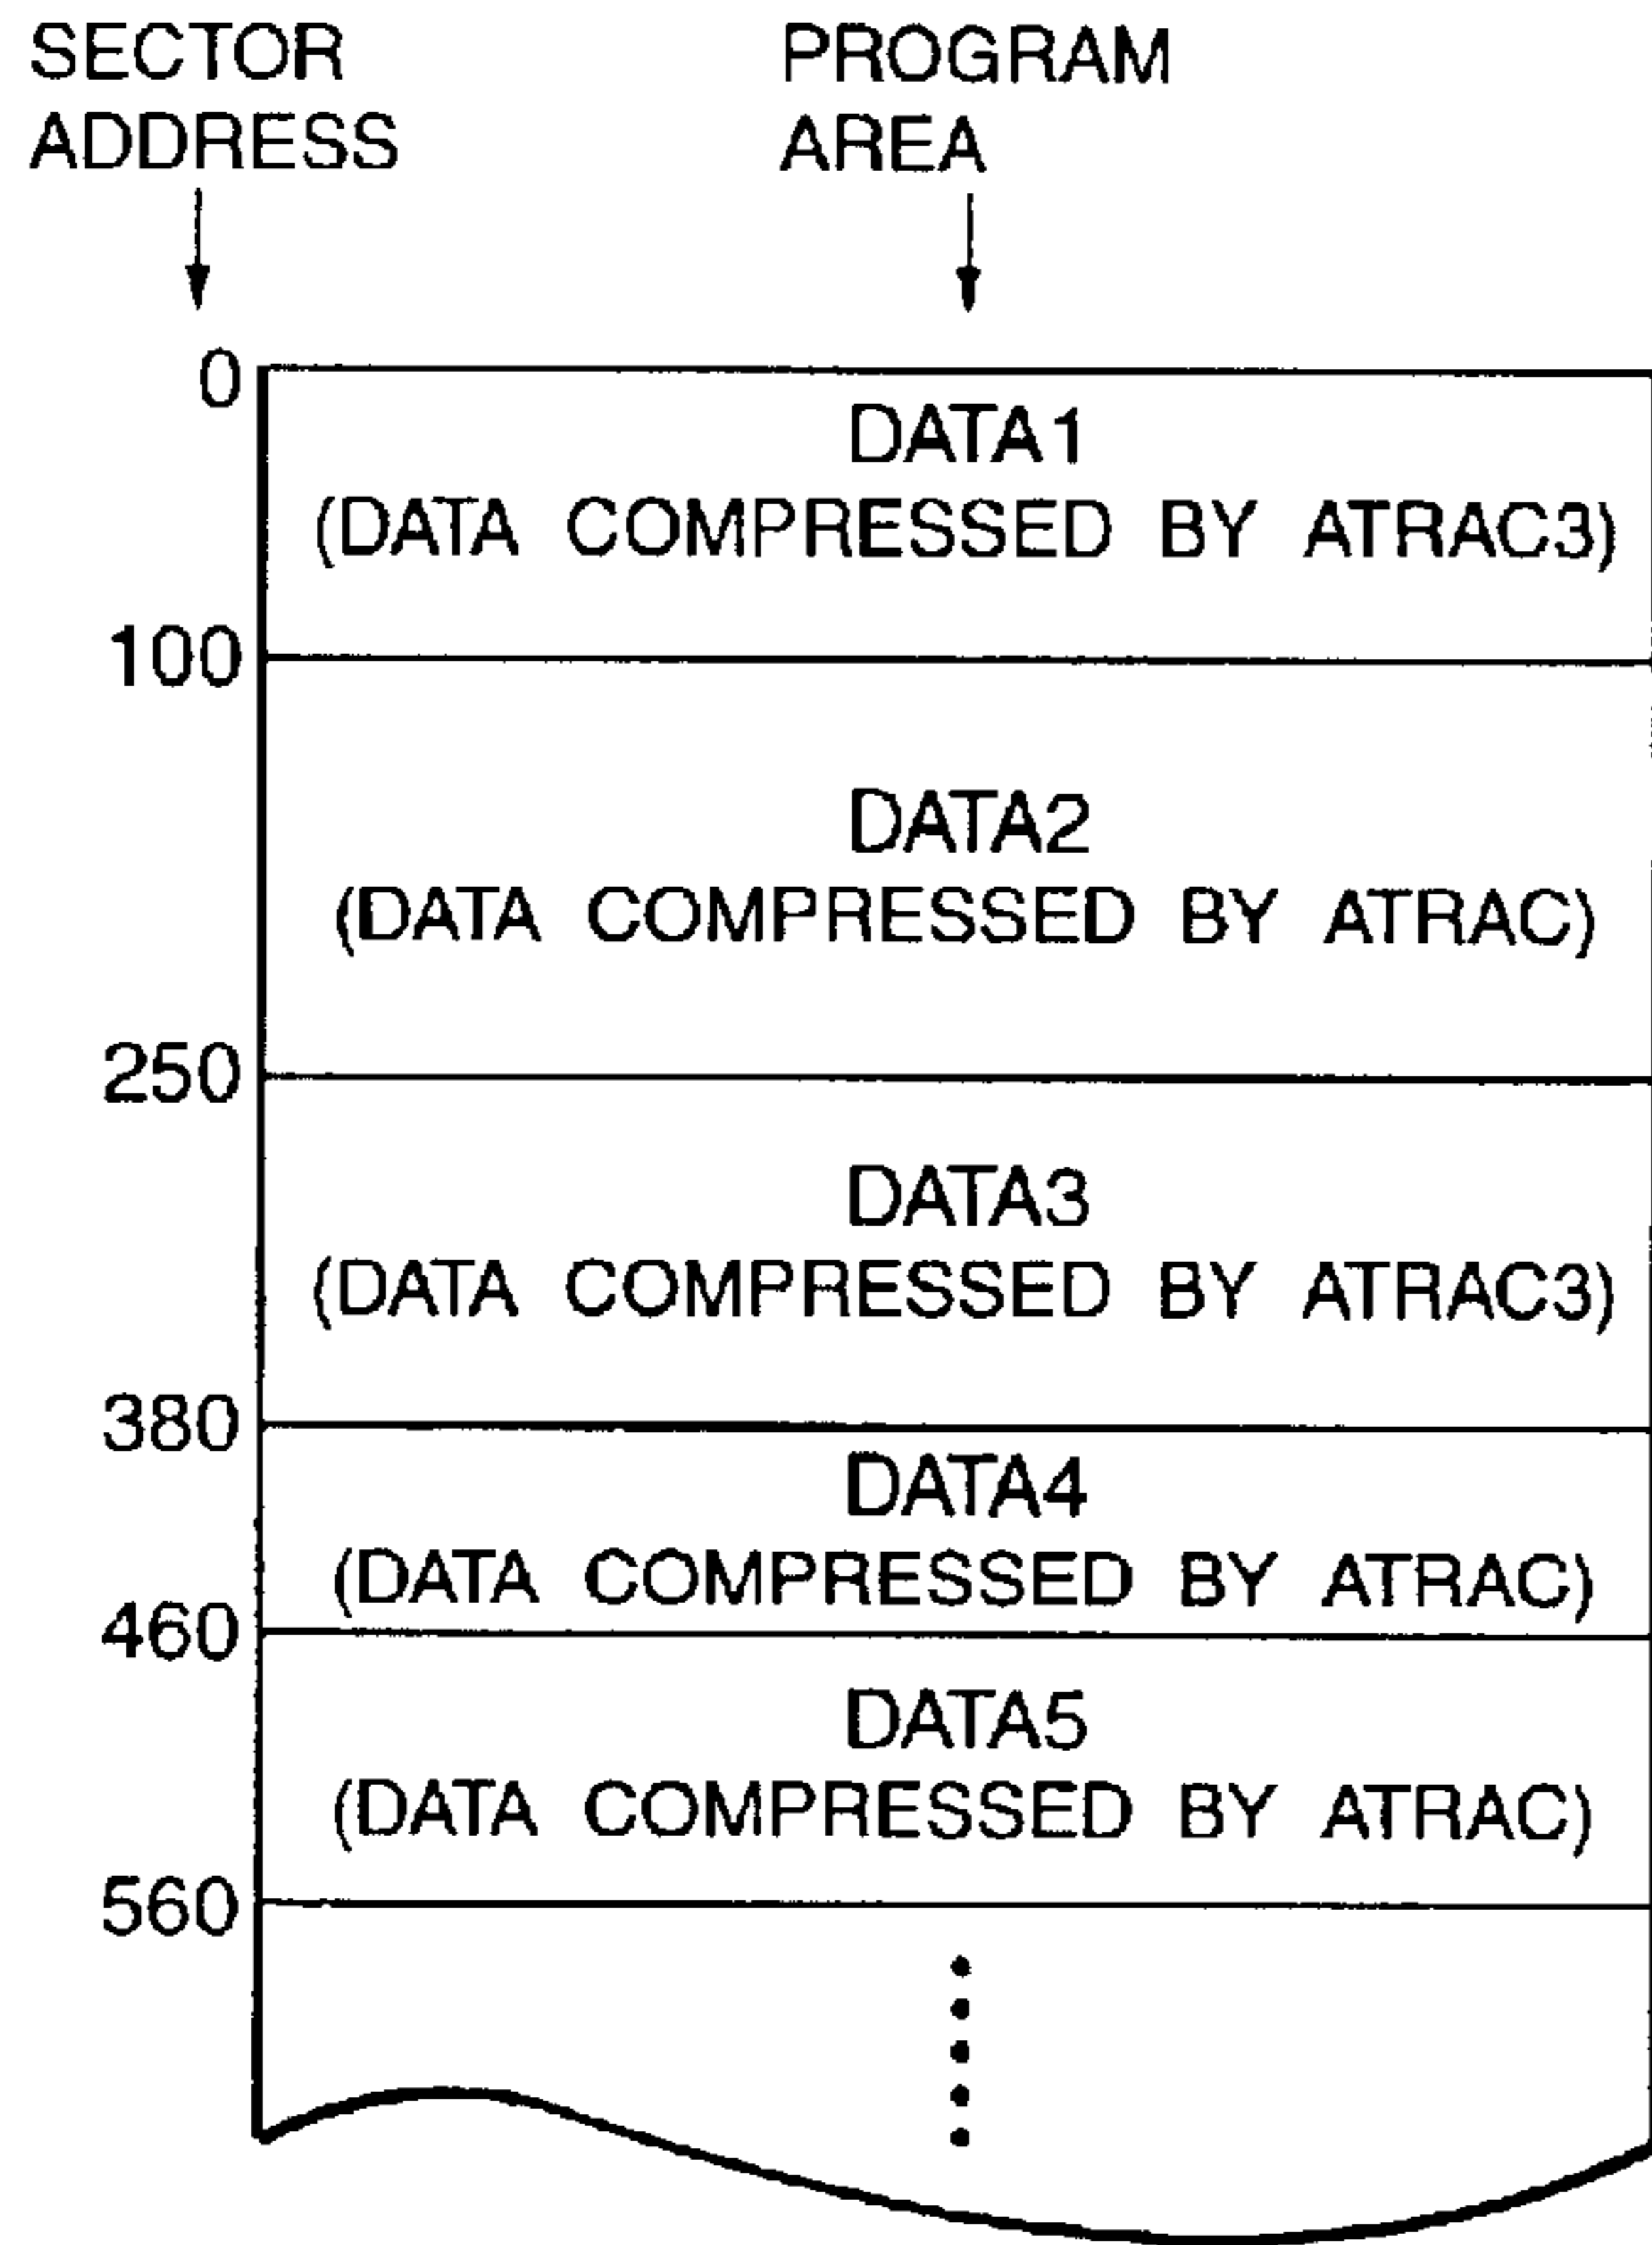 SECTOR
ADDRESS
PROGRAM
AREA
0
DATA1
(DATA COMPRESSED BY ATRAC3)
100
DATA2
(DATA COMPRESSED BY ATRAC)
250
DATA3
(DATA COMPRESSED BY ATRAC3)
380
DATA4
(DATA COMPRESSED BY ATRAC)
460
DATA5
(DATA COMPRESSED BY ATRAC)
560